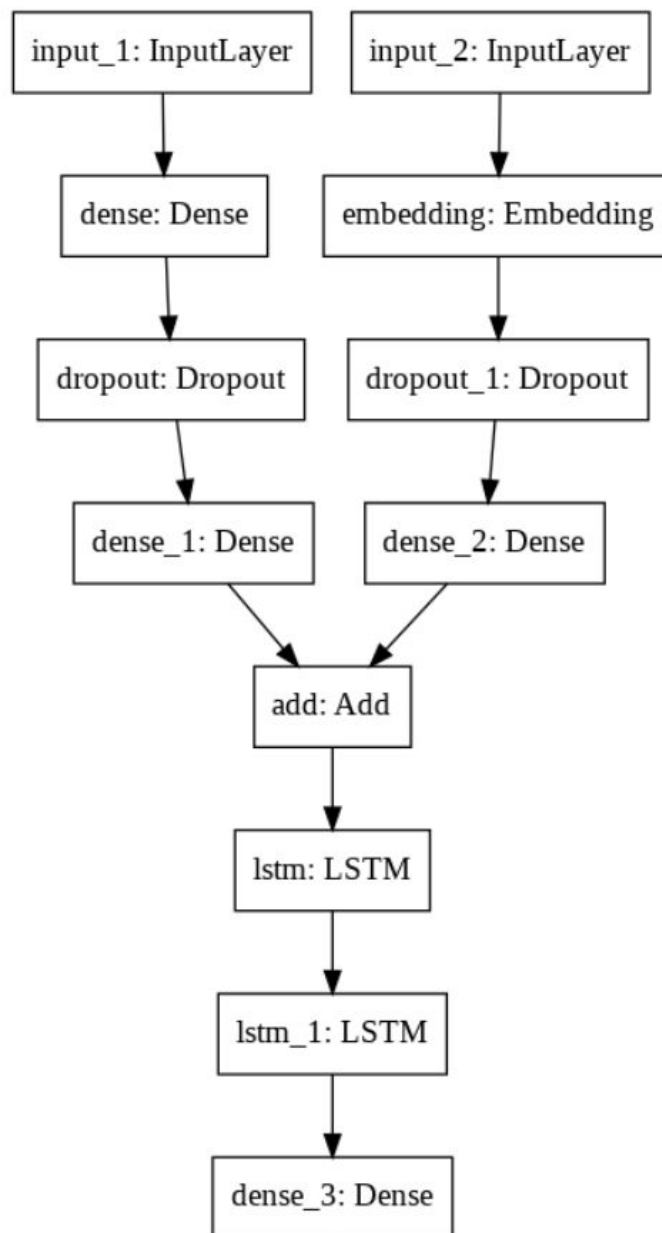 input_1: InputLayer
input_2: InputLayer
dense: Dense
embedding: Embedding
dropout: Dropout
dropout_1: Dropout
dense_1: Dense
dense_2: Dense
add: Add
lstm: LSTM
lstm_1: LSTM
dense_3: Dense